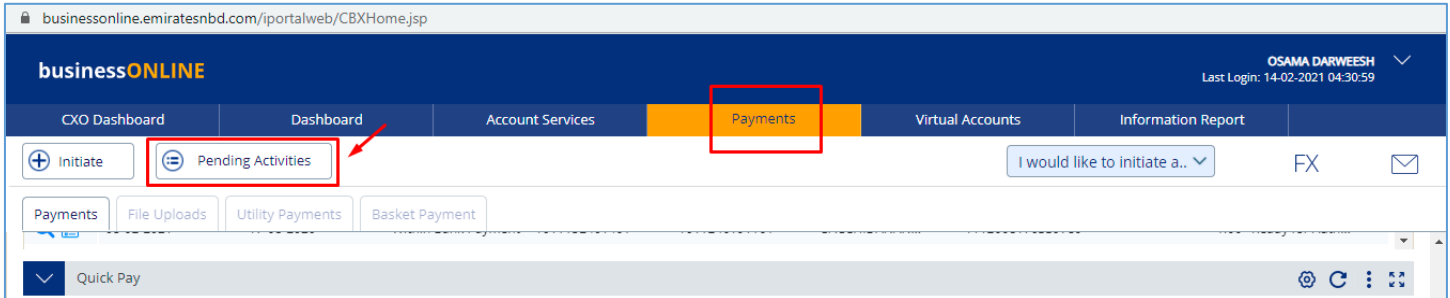 businessonline.emiratesnbd.com/iportalweb/CBXHome.jsp
businessONLINE
OSAMA DARWEESH
Last Login: 14-02-2021 04:30:59
CXO Dashboard Dashboard Account Services Payments Virtual Accounts Information Report
Initiate Pending Activities I would like to initiate a.. FX
Payments File Uploads Utility Payments Basket Payment
Quick Pay